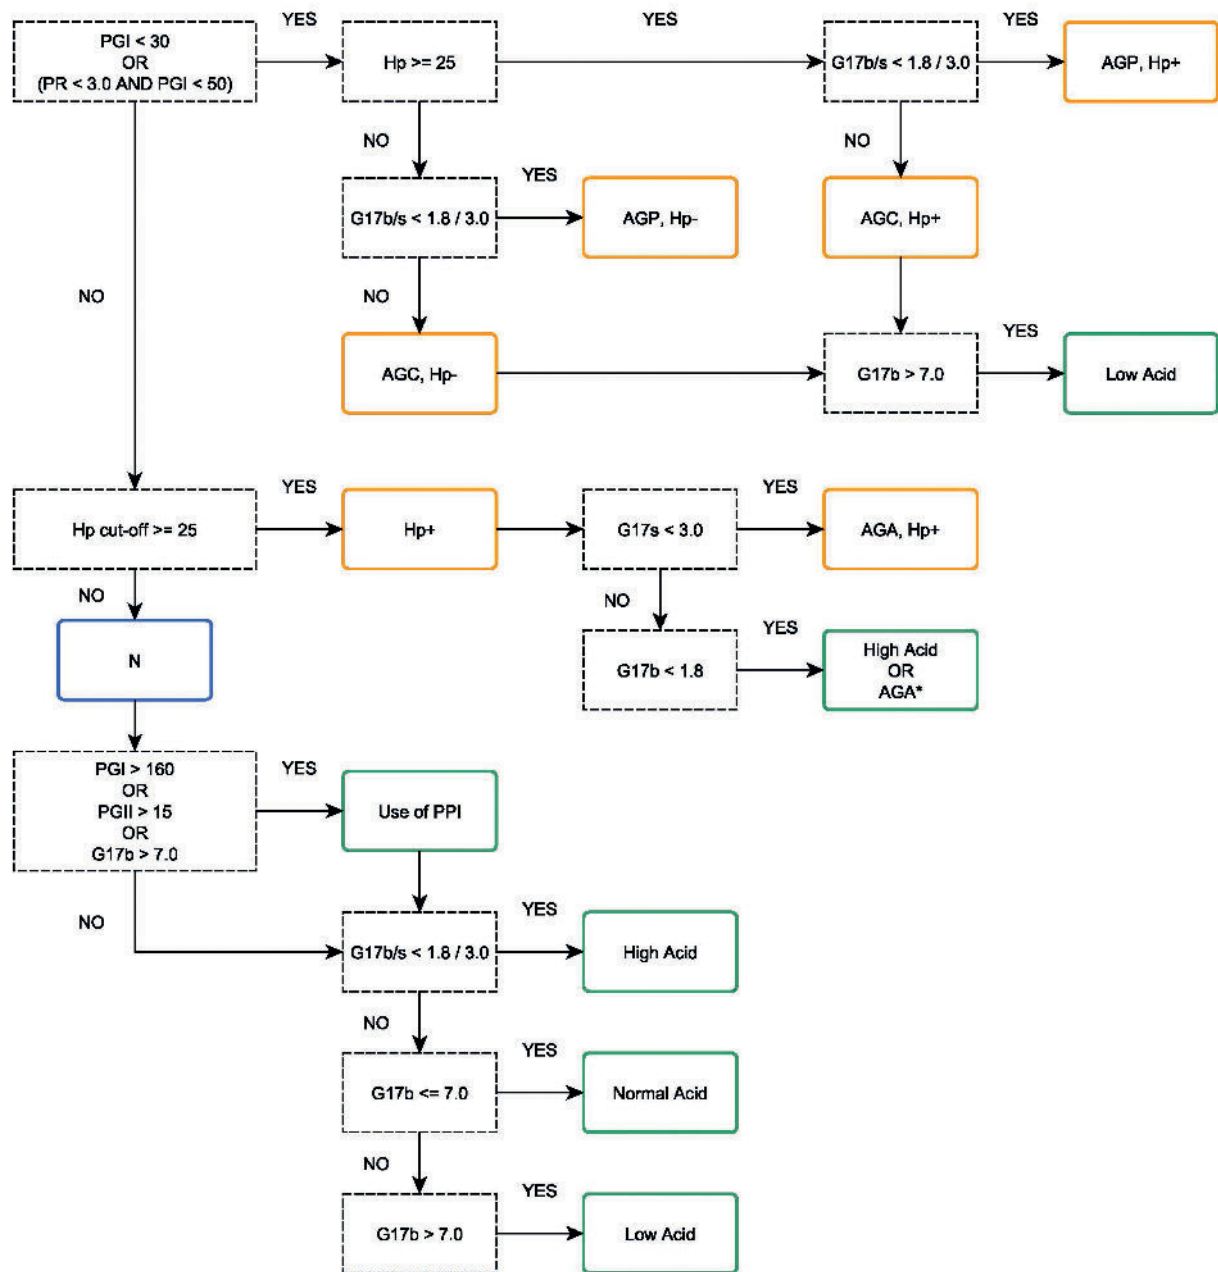 YES
YES
YES
PGI < 30
OR
(PR < 3.0 AND PGI < 50)
Hp >= 25
G17b/s < 1.8 / 3.0
AGP, Hp+
NO
NO
YES
G17b/s < 1.8 / 3.0
AGP, Hp-
AGC, Hp+
NO
NO
YES
AGC, Hp-
G17b > 7.0
Low Acid
YES
YES
Hp cut-off >= 25
Hp+
G17s < 3.0
AGA, Hp+
NO
NO
YES
N
G17b < 1.8
High Acid
OR
AGA*
PGI > 160
OR
PGII > 15
OR
G17b > 7.0
YES
Use of PPI
NO
YES
G17b/s < 1.8 / 3.0
High Acid
NO
YES
G17b <= 7.0
Normal Acid
NO
YES
G17b > 7.0
Low Acid